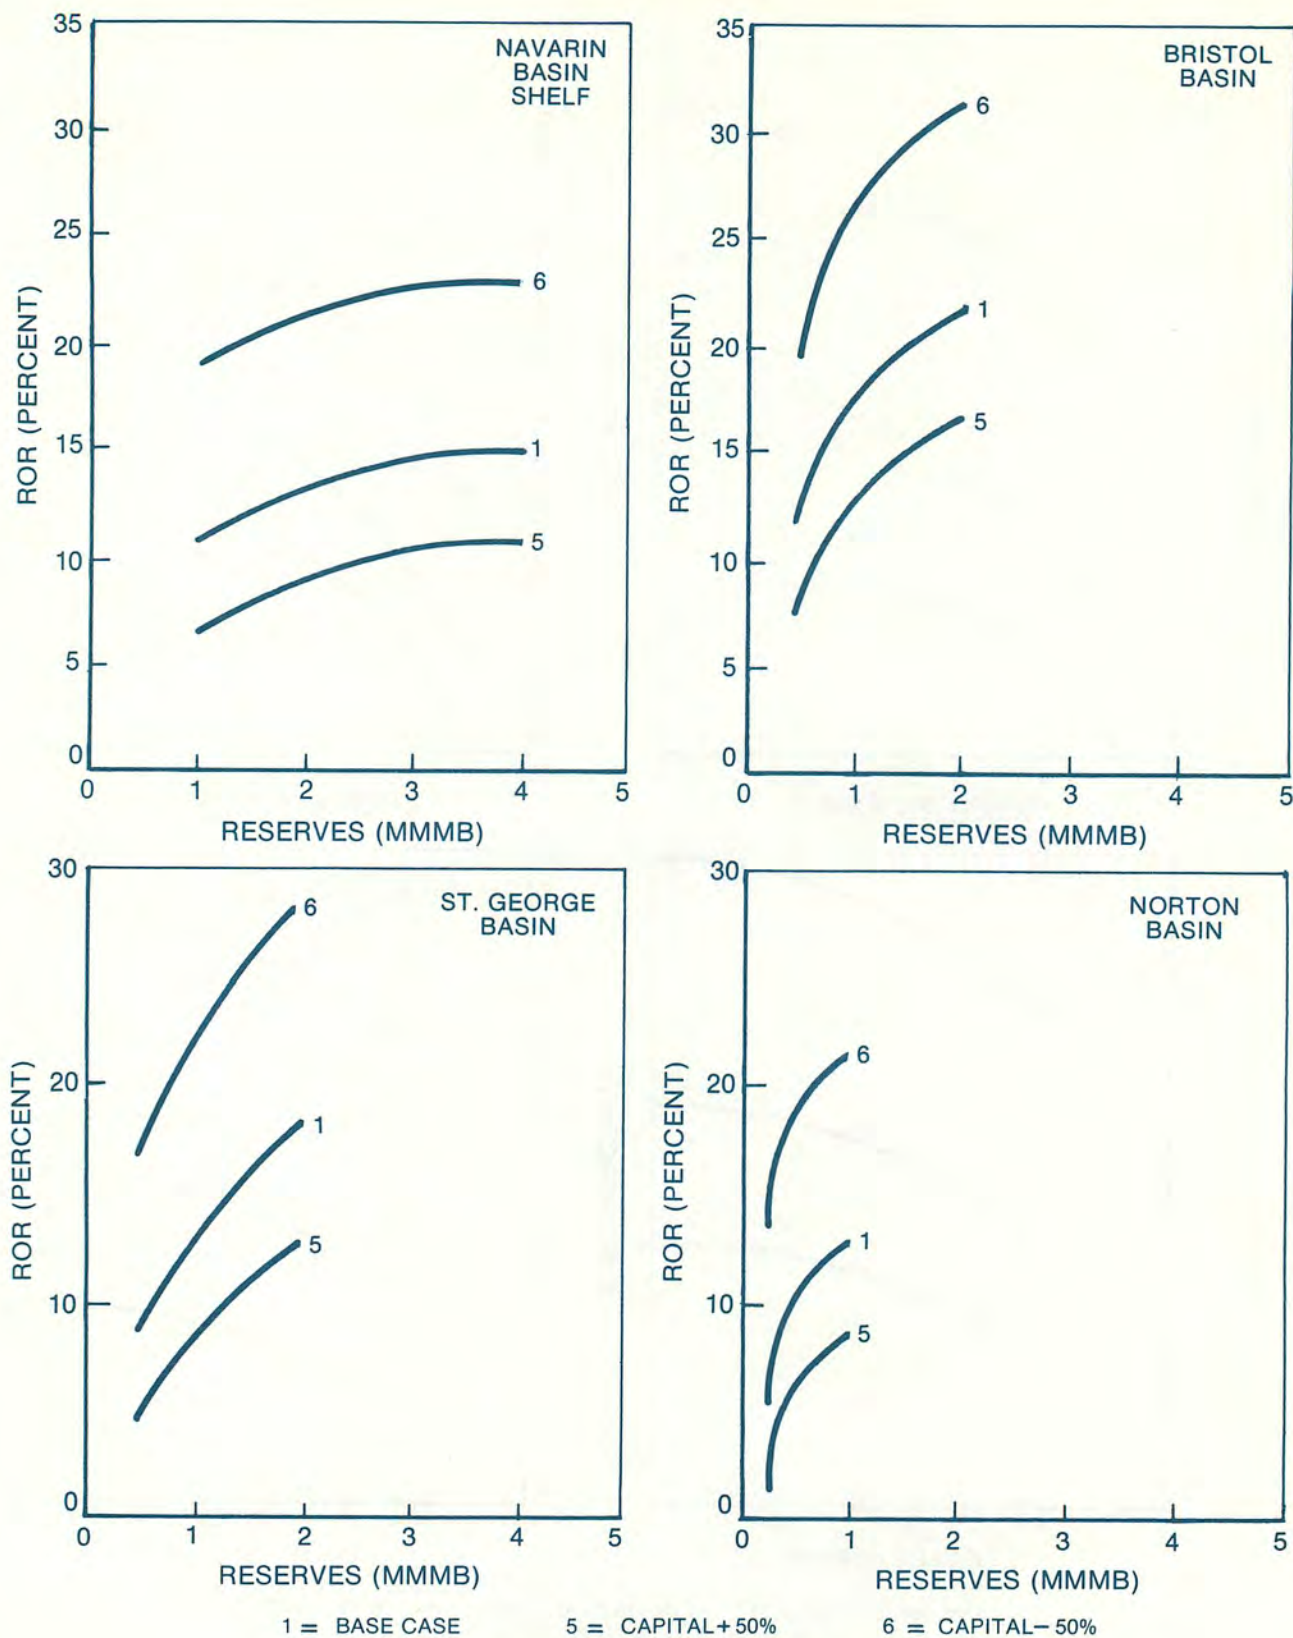 35
30
25
20
15
10
5
0
ROR (PERCENT)
NAVARIN
BASIN
SHELF
6
1
5
0 1 2 3 4 5
RESERVES (MMMB)
35
30
25
20
15
10
5
0
ROR (PERCENT)
BRISTOL
BASIN
6
1
5
0 1 2 3 4 5
RESERVES (MMMB)
30
20
10
0
ROR (PERCENT)
ST. GEORGE
BASIN
6
1
5
0 1 2 3 4 5
RESERVES (MMMB)
30
20
10
0
ROR (PERCENT)
NORTON
BASIN
6
1
5
0 1 2 3 4 5
RESERVES (MMMB)
1 = BASE CASE 5 = CAPITAL+50% 6 = CAPITAL−50%